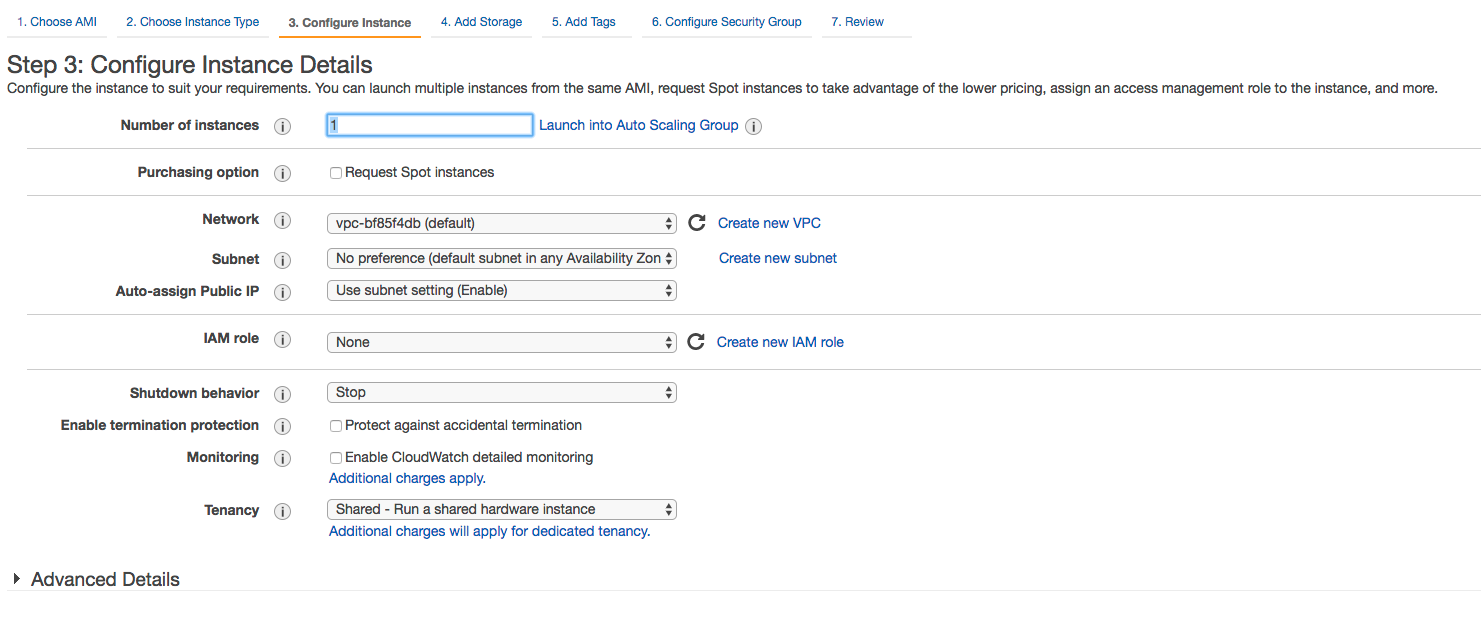 1. Choose AMI 2. Choose Instance Type 3. Configure Instance 4. Add Storage 5. Add Tags 6. Configure Security Group 7. Review
Step 3: Configure Instance Details
Configure the instance to suit your requirements. You can launch multiple instances from the same AMI, request Spot instances to take advantage of the lower pricing, assign an access management role to the instance, and more.
Number of instances i 1 Launch into Auto Scaling Group i
Purchasing option i Request Spot instances
Network i vpc-bf85f4db (default) Create new VPC
Subnet i No preference (default subnet in any Availability Zon Create new subnet
Auto-assign Public IP i Use subnet setting (Enable)
IAM role i None Create new IAM role
Shutdown behavior i Stop
Enable termination protection i Protect against accidental termination
Monitoring i Enable CloudWatch detailed monitoring
Additional charges apply.
Tenancy i Shared - Run a shared hardware instance
Additional charges will apply for dedicated tenancy.
Advanced Details